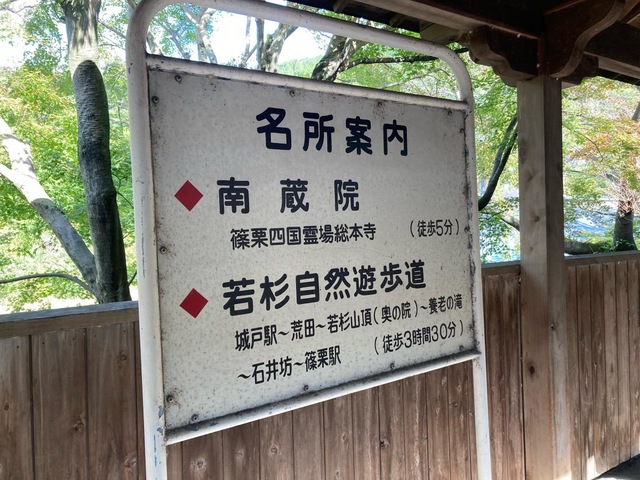 名所案内
◆南蔵院
篠栗四国霊場総本寺 (徒歩5分)
◆若杉自然遊歩道
城戸駅~荒田~若杉山頂(奥の院)~養老の滝
~石井坊~篠栗駅 (徒歩3時間30分)